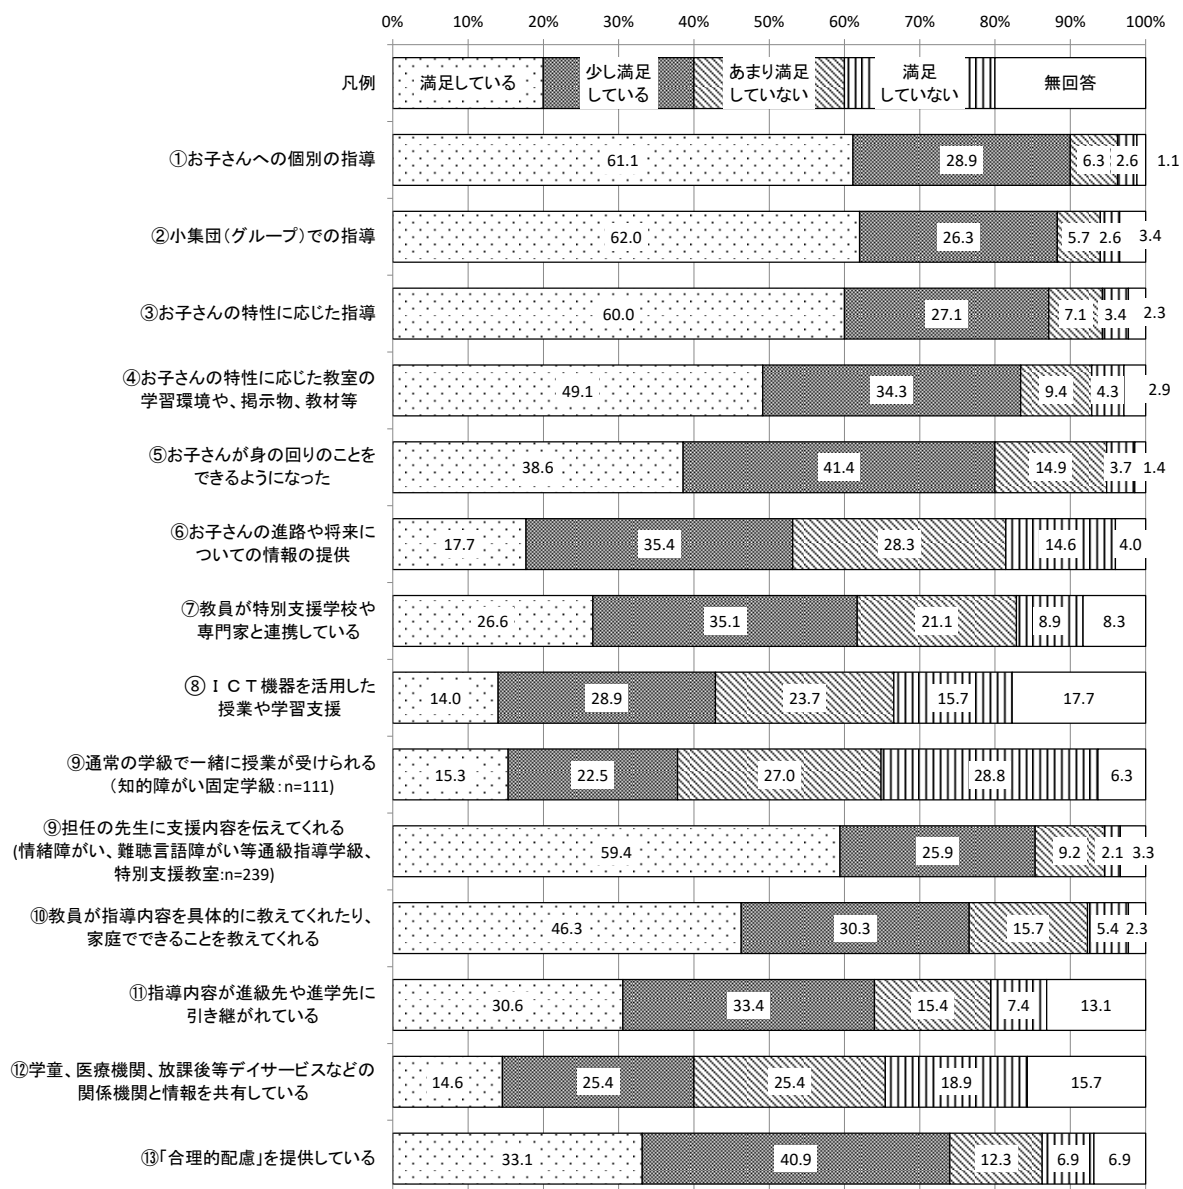 0% 10% 20% 30% 40% 50% 60% 70% 80% 90% 100%
凡例 満足している 少し満足 あまり満足 満足 無回答
している していない していない
①お子さんへの個別の指導 61.1 28.9 6.3 2.6 1.1
②小集団(グループ)での指導 62.0 26.3 5.7 2.6 3.4
③お子さんの特性に応じた指導 60.0 27.1 7.1 3.4 2.3
④お子さんの特性に応じた教室の
学習環境や、掲示物、教材等 49.1 34.3 9.4 4.3 2.9
⑤お子さんが身の回りのことを
できるようになった 38.6 41.4 14.9 3.7 1.4
⑥お子さんの進路や将来に
ついての情報の提供 17.7 35.4 28.3 14.6 4.0
⑦教員が特別支援学校や
専門家と連携している 26.6 35.1 21.1 8.9 8.3
⑧ICT機器を活用した
授業や学習支援 14.0 28.9 23.7 15.7 17.7
⑨通常の学級で一緒に授業が受けられる
(知的障がい固定学級:n=111) 15.3 22.5 27.0 28.8 6.3
⑨担任の先生に支援内容を伝えてくれる
(情緒障がい、難聴言語障がい等通級指導学級、 59.4 25.9 9.2 2.1 3.3
特別支援教室:n=239)
⑩教員が指導内容を具体的に教えてくれたり、
家庭でできることを教えてくれる 46.3 30.3 15.7 5.4 2.3
⑪指導内容が進級先や進学先に
引き継がれている 30.6 33.4 15.4 7.4 13.1
⑫学童、医療機関、放課後等デイサービスなどの
関係機関と情報を共有している 14.6 25.4 25.4 18.9 15.7
⑬「合理的配慮」を提供している 33.1 40.9 12.3 6.9 6.9